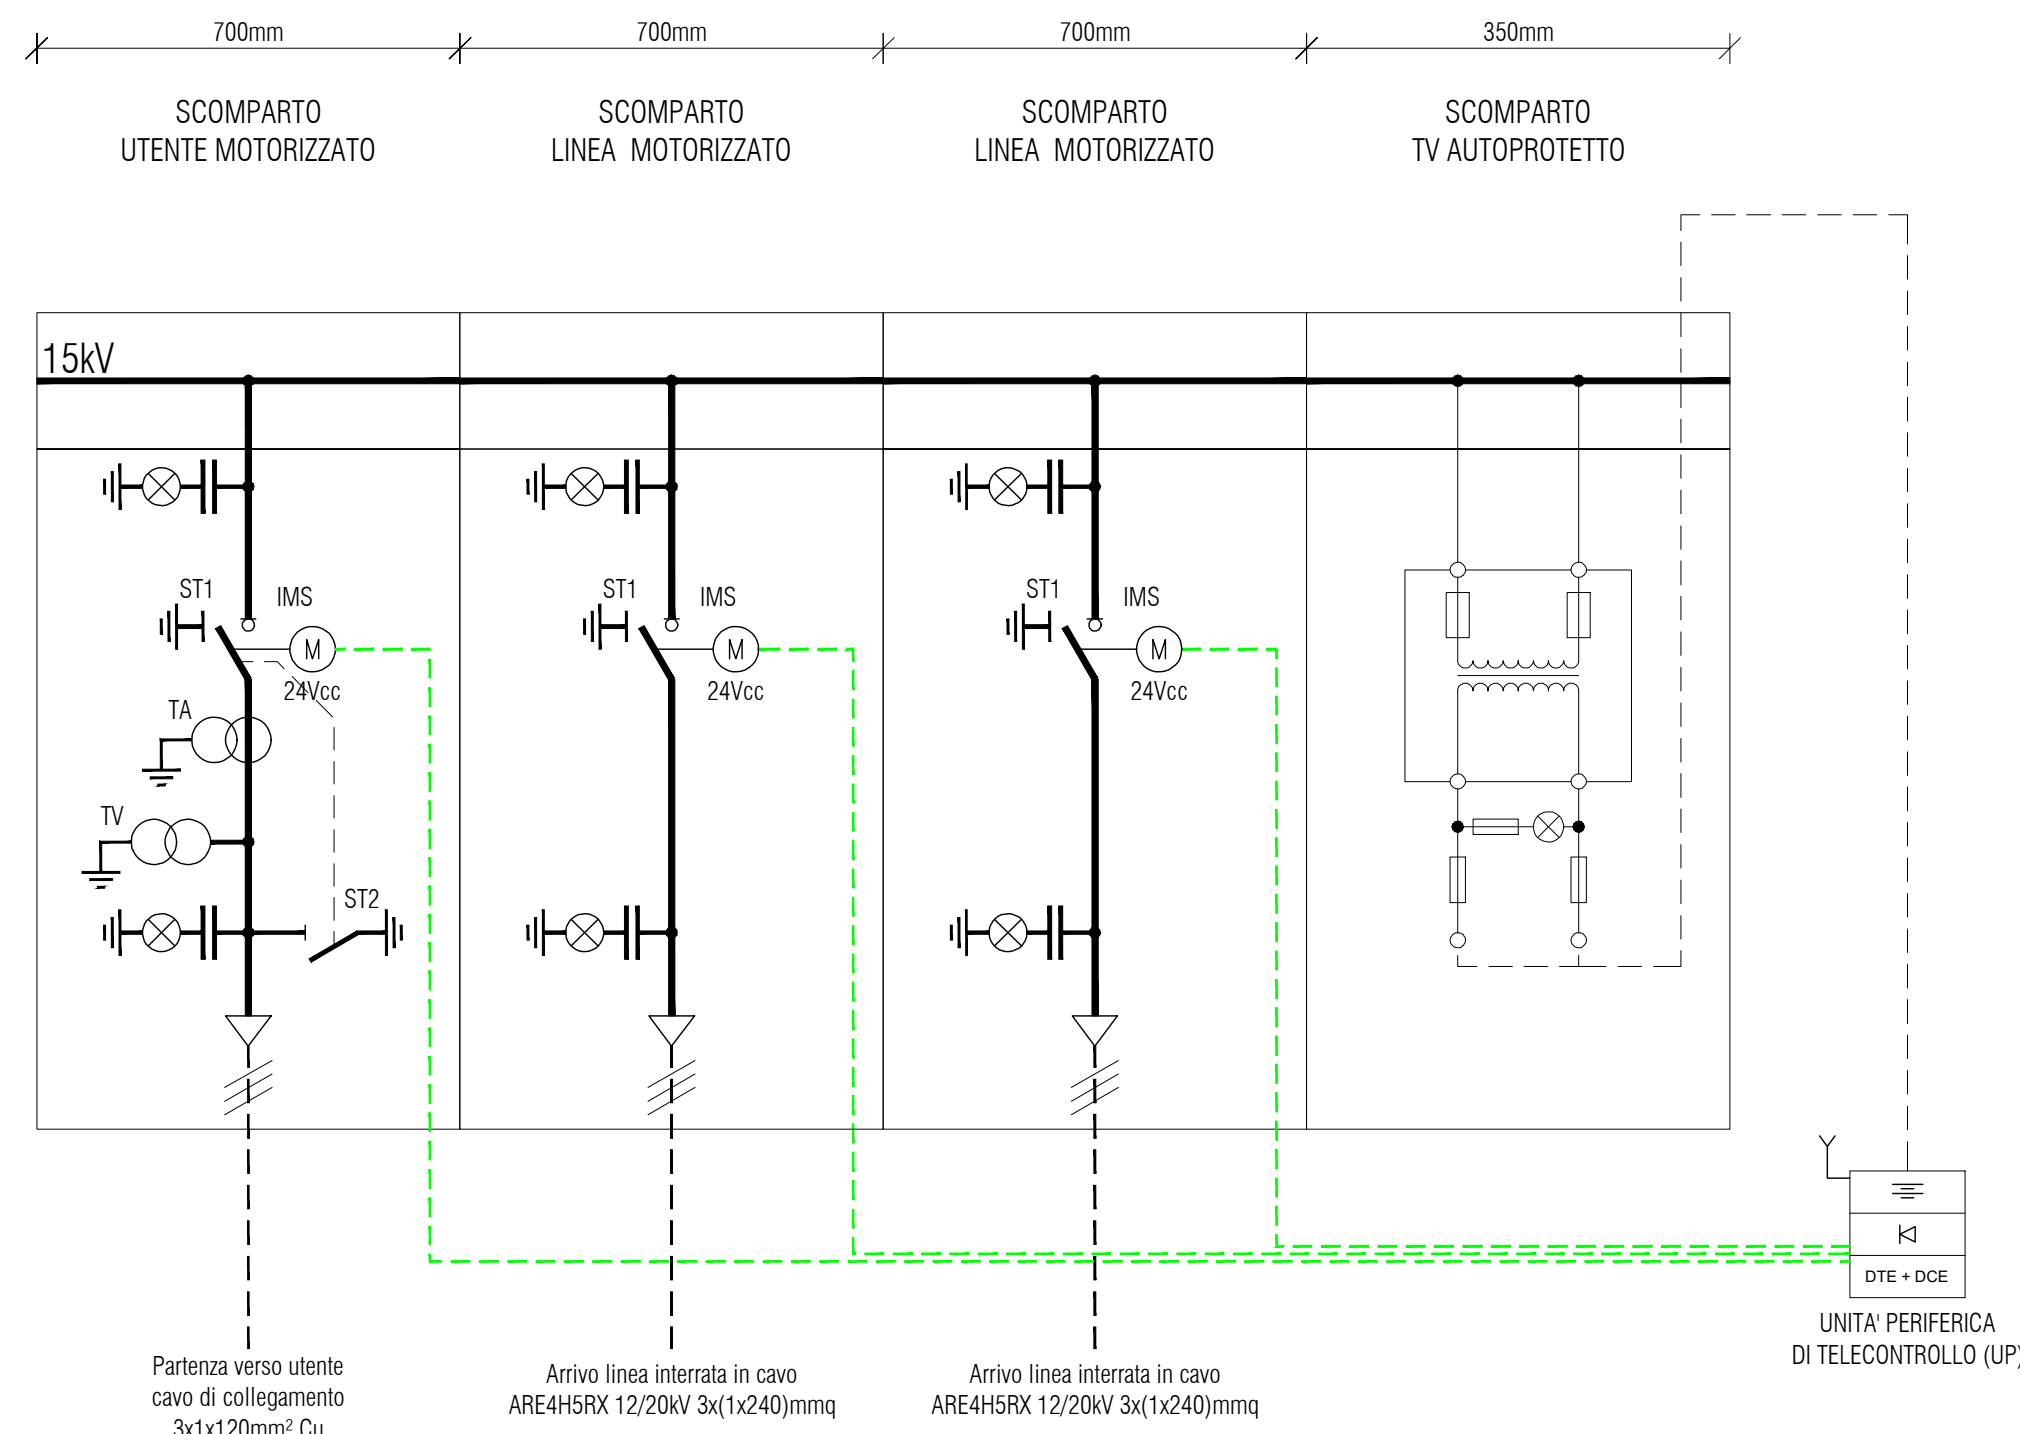 700mm
700mm
700mm
350mm
SCOMPARTO
UTENTE MOTORIZZATO
SCOMPARTO
LINEA MOTORIZZATO
SCOMPARTO
LINEA MOTORIZZATO
SCOMPARTO
TV AUTOPROTETTO
15kV
ST1
IMS
M
24Vcc
TA
TV
ST2
ST1
IMS
M
24Vcc
ST1
IMS
M
24Vcc
DTE + DCE
UNITA' PERIFERICA
DI TELECONTROLLO (UP)
Partenza verso utente
cavo di collegamento
3x1x120mm² Cu
Arrivo linea interrata in cavo
ARE4H5RX 12/20kV 3x(1x240)mmq
Arrivo linea interrata in cavo
ARE4H5RX 12/20kV 3x(1x240)mmq